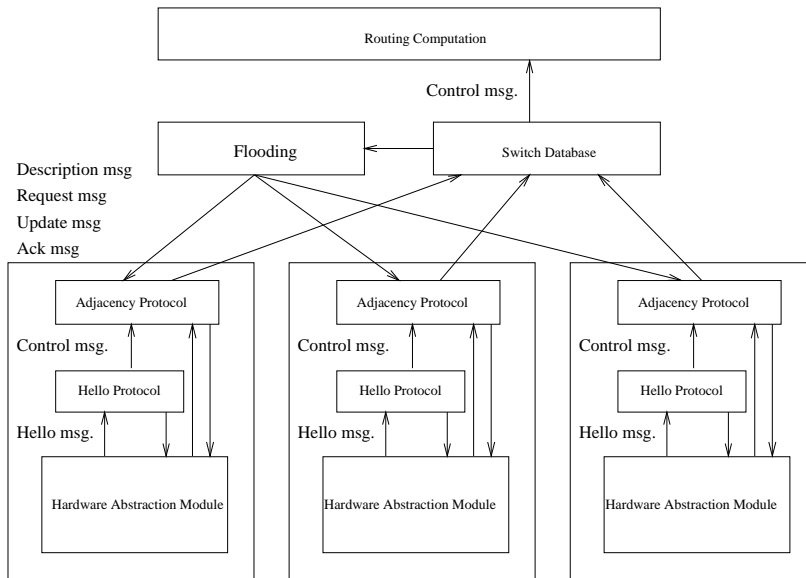 Routing Computation
Control msg.
Flooding
Switch Database
Description msg
Request msg
Update msg
Ack msg
Adjacency Protocol
Adjacency Protocol
Adjacency Protocol
Control msg.
Control msg.
Control msg.
Hello Protocol
Hello Protocol
Hello Protocol
Hello msg.
Hello msg.
Hello msg.
Hardware Abstraction Module
Hardware Abstraction Module
Hardware Abstraction Module